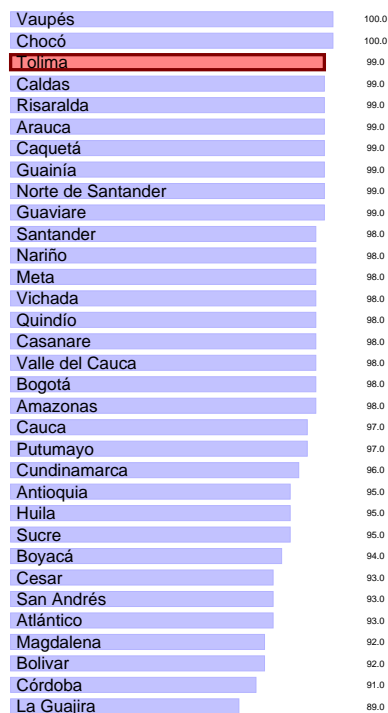 Vaupés 100.0
Chocó 100.0
Tolima 99.0
Caldas 99.0
Risaralda 99.0
Arauca 99.0
Caquetá 99.0
Guainía 99.0
Norte de Santander 99.0
Guaviare 99.0
Santander 98.0
Nariño 98.0
Meta 98.0
Vichada 98.0
Quindío 98.0
Casanare 98.0
Valle del Cauca 98.0
Bogotá 98.0
Amazonas 98.0
Cauca 97.0
Putumayo 97.0
Cundinamarca 96.0
Antioquia 95.0
Huila 95.0
Sucre 95.0
Boyacá 94.0
Cesar 93.0
San Andrés 93.0
Atlántico 93.0
Magdalena 92.0
Bolivar 92.0
Córdoba 91.0
La Guajira 89.0